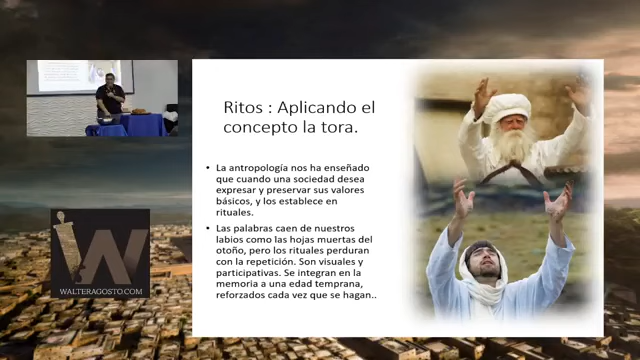 Ritos : Aplicando el
concepto la tora.
• La antropología nos ha enseñado
que cuando una sociedad desea
expresar y preservar sus valores
básicos, y los establece en
rituales.
• Las palabras caen de nuestros
labios como las hojas muertas del
otoño, pero los rituales perduran
con la repetición. Son visuales y
participativas. Se integran en la
memoria a una edad temprana,
reforzados cada vez que se hagan..
W
WALTERAGOSTO.COM